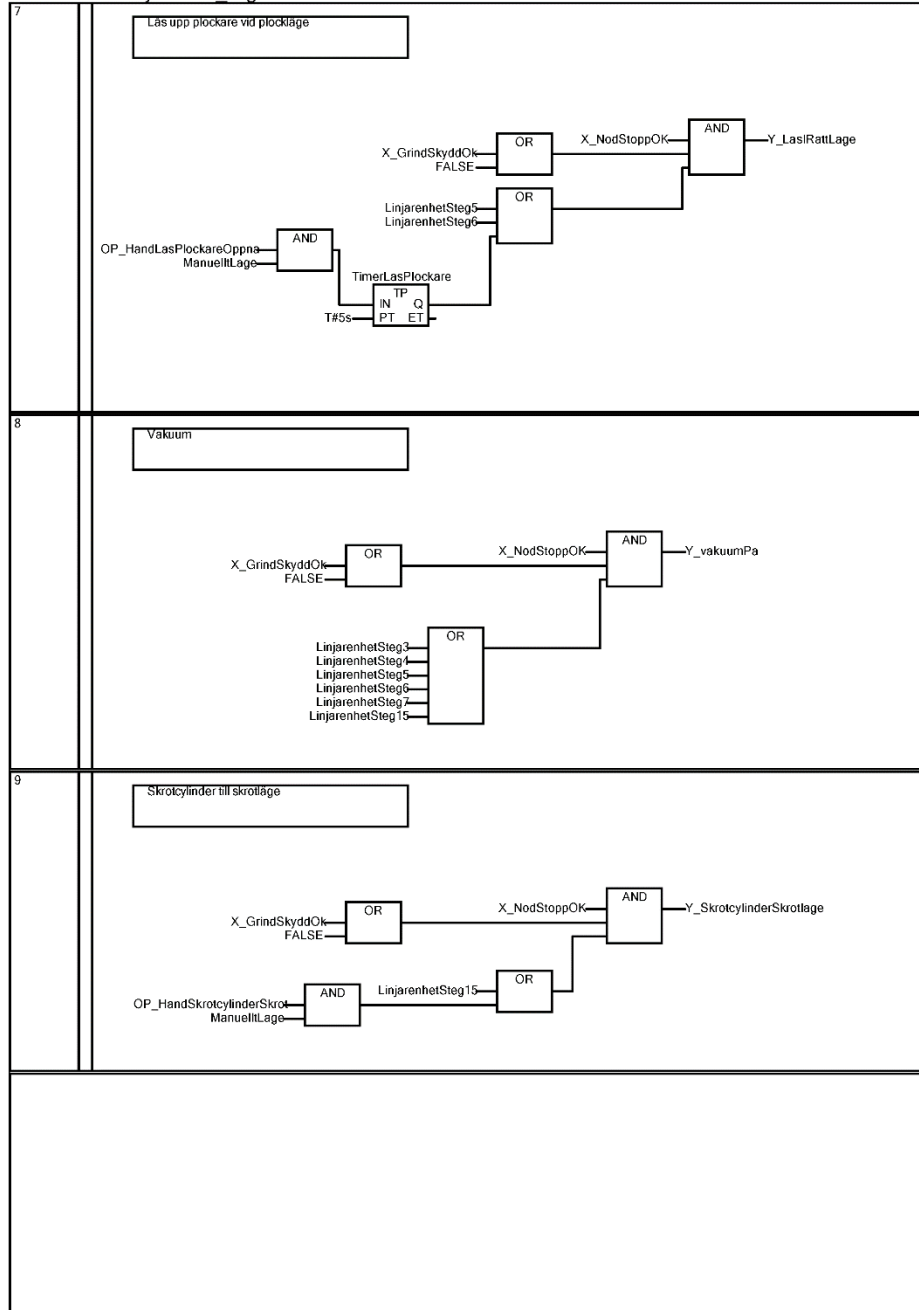 7
Lås upp plockare vid plockläge
AND
OR
X_NodStoppOK
Y_LasIRattLage
X_GrindSkyddOk
FALSE
OR
LinjarenhetSteg5
LinjarenhetSteg6
AND
OP_HandLasPlockareOppna
ManuelltLage
TimerLasPlockare
TP
IN Q
T#5s PT ET
8
Vakuum
AND
OR
X_NodStoppOK
Y_vakuumPa
X_GrindSkyddOk
FALSE
OR
LinjarenhetSteg3
LinjarenhetSteg4
LinjarenhetSteg5
LinjarenhetSteg6
LinjarenhetSteg7
LinjarenhetSteg15
9
Skrotcylinder till skrotläge
AND
OR
X_NodStoppOK
Y_SkrotcylinderSkrotlage
X_GrindSkyddOk
FALSE
OR
AND
LinjarenhetSteg15
OP_HandSkrotcylinderSkrot
ManuelltLage